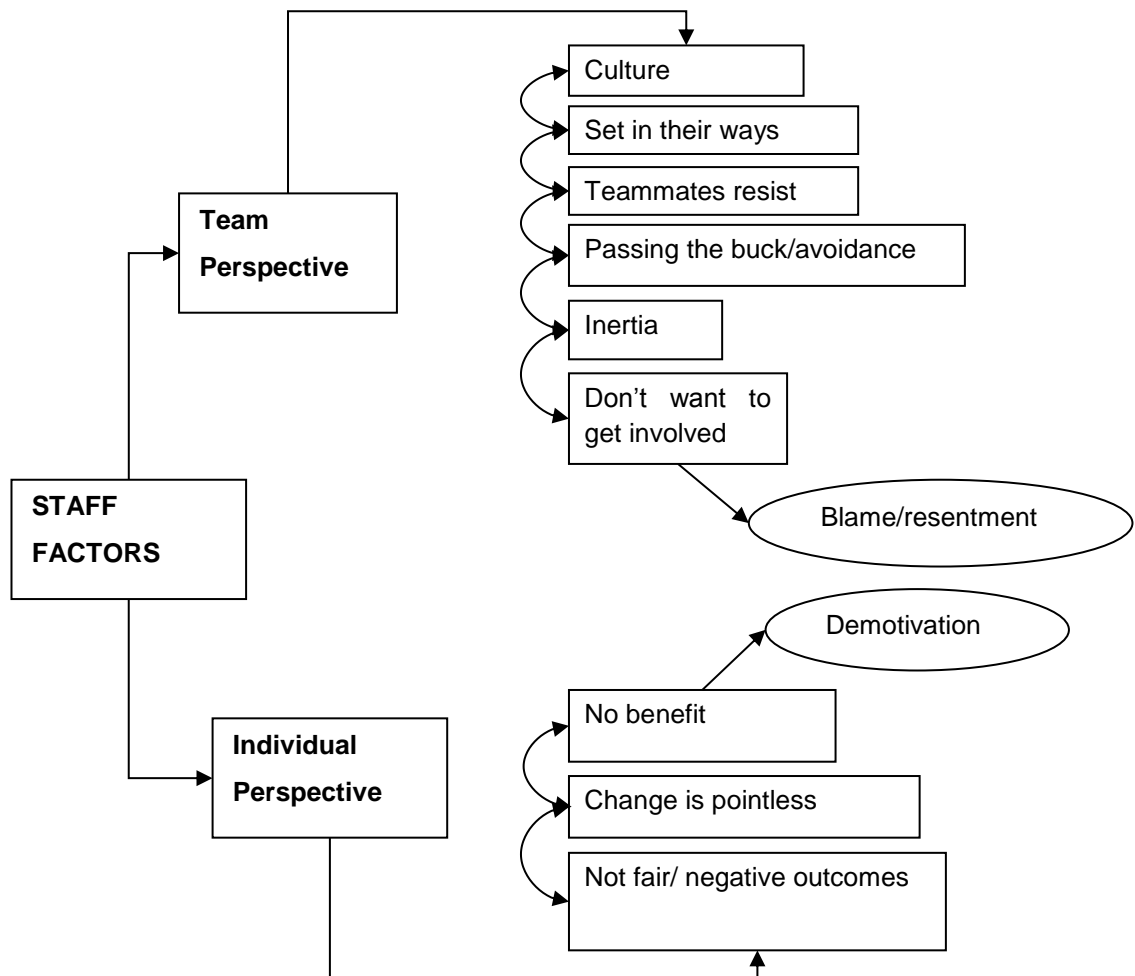 Culture
Set in their ways
Teammates resist
Team
Perspective
Passing the buck/avoidance
Inertia
Don’t want to
get involved
STAFF
FACTORS
Blame/resentment
Demotivation
No benefit
Individual
Perspective
Change is pointless
Not fair/ negative outcomes